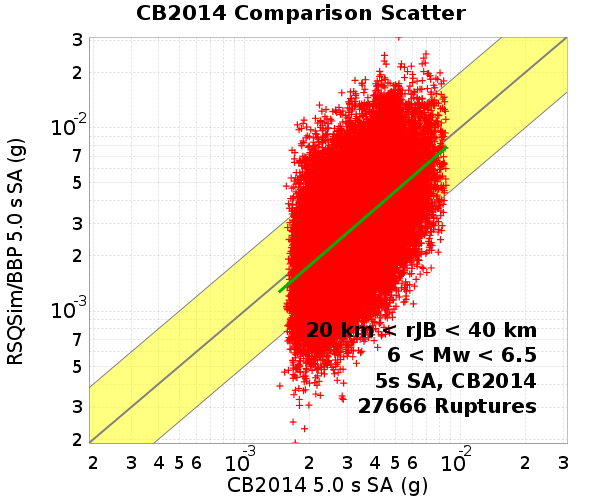 CB2014 Comparison Scatter
RSQSim/BBP 5.0 s SA (g)
3
2
10-2
7
5
3
2
10-3
7
5
3
2
20 km < rJB < 40 km
6 < Mw < 6.5
5s SA, CB2014
27666 Ruptures
2 3 4 5 6 10-3 2 3 4 5 6 10-2 2 3
CB2014 5.0 s SA (g)